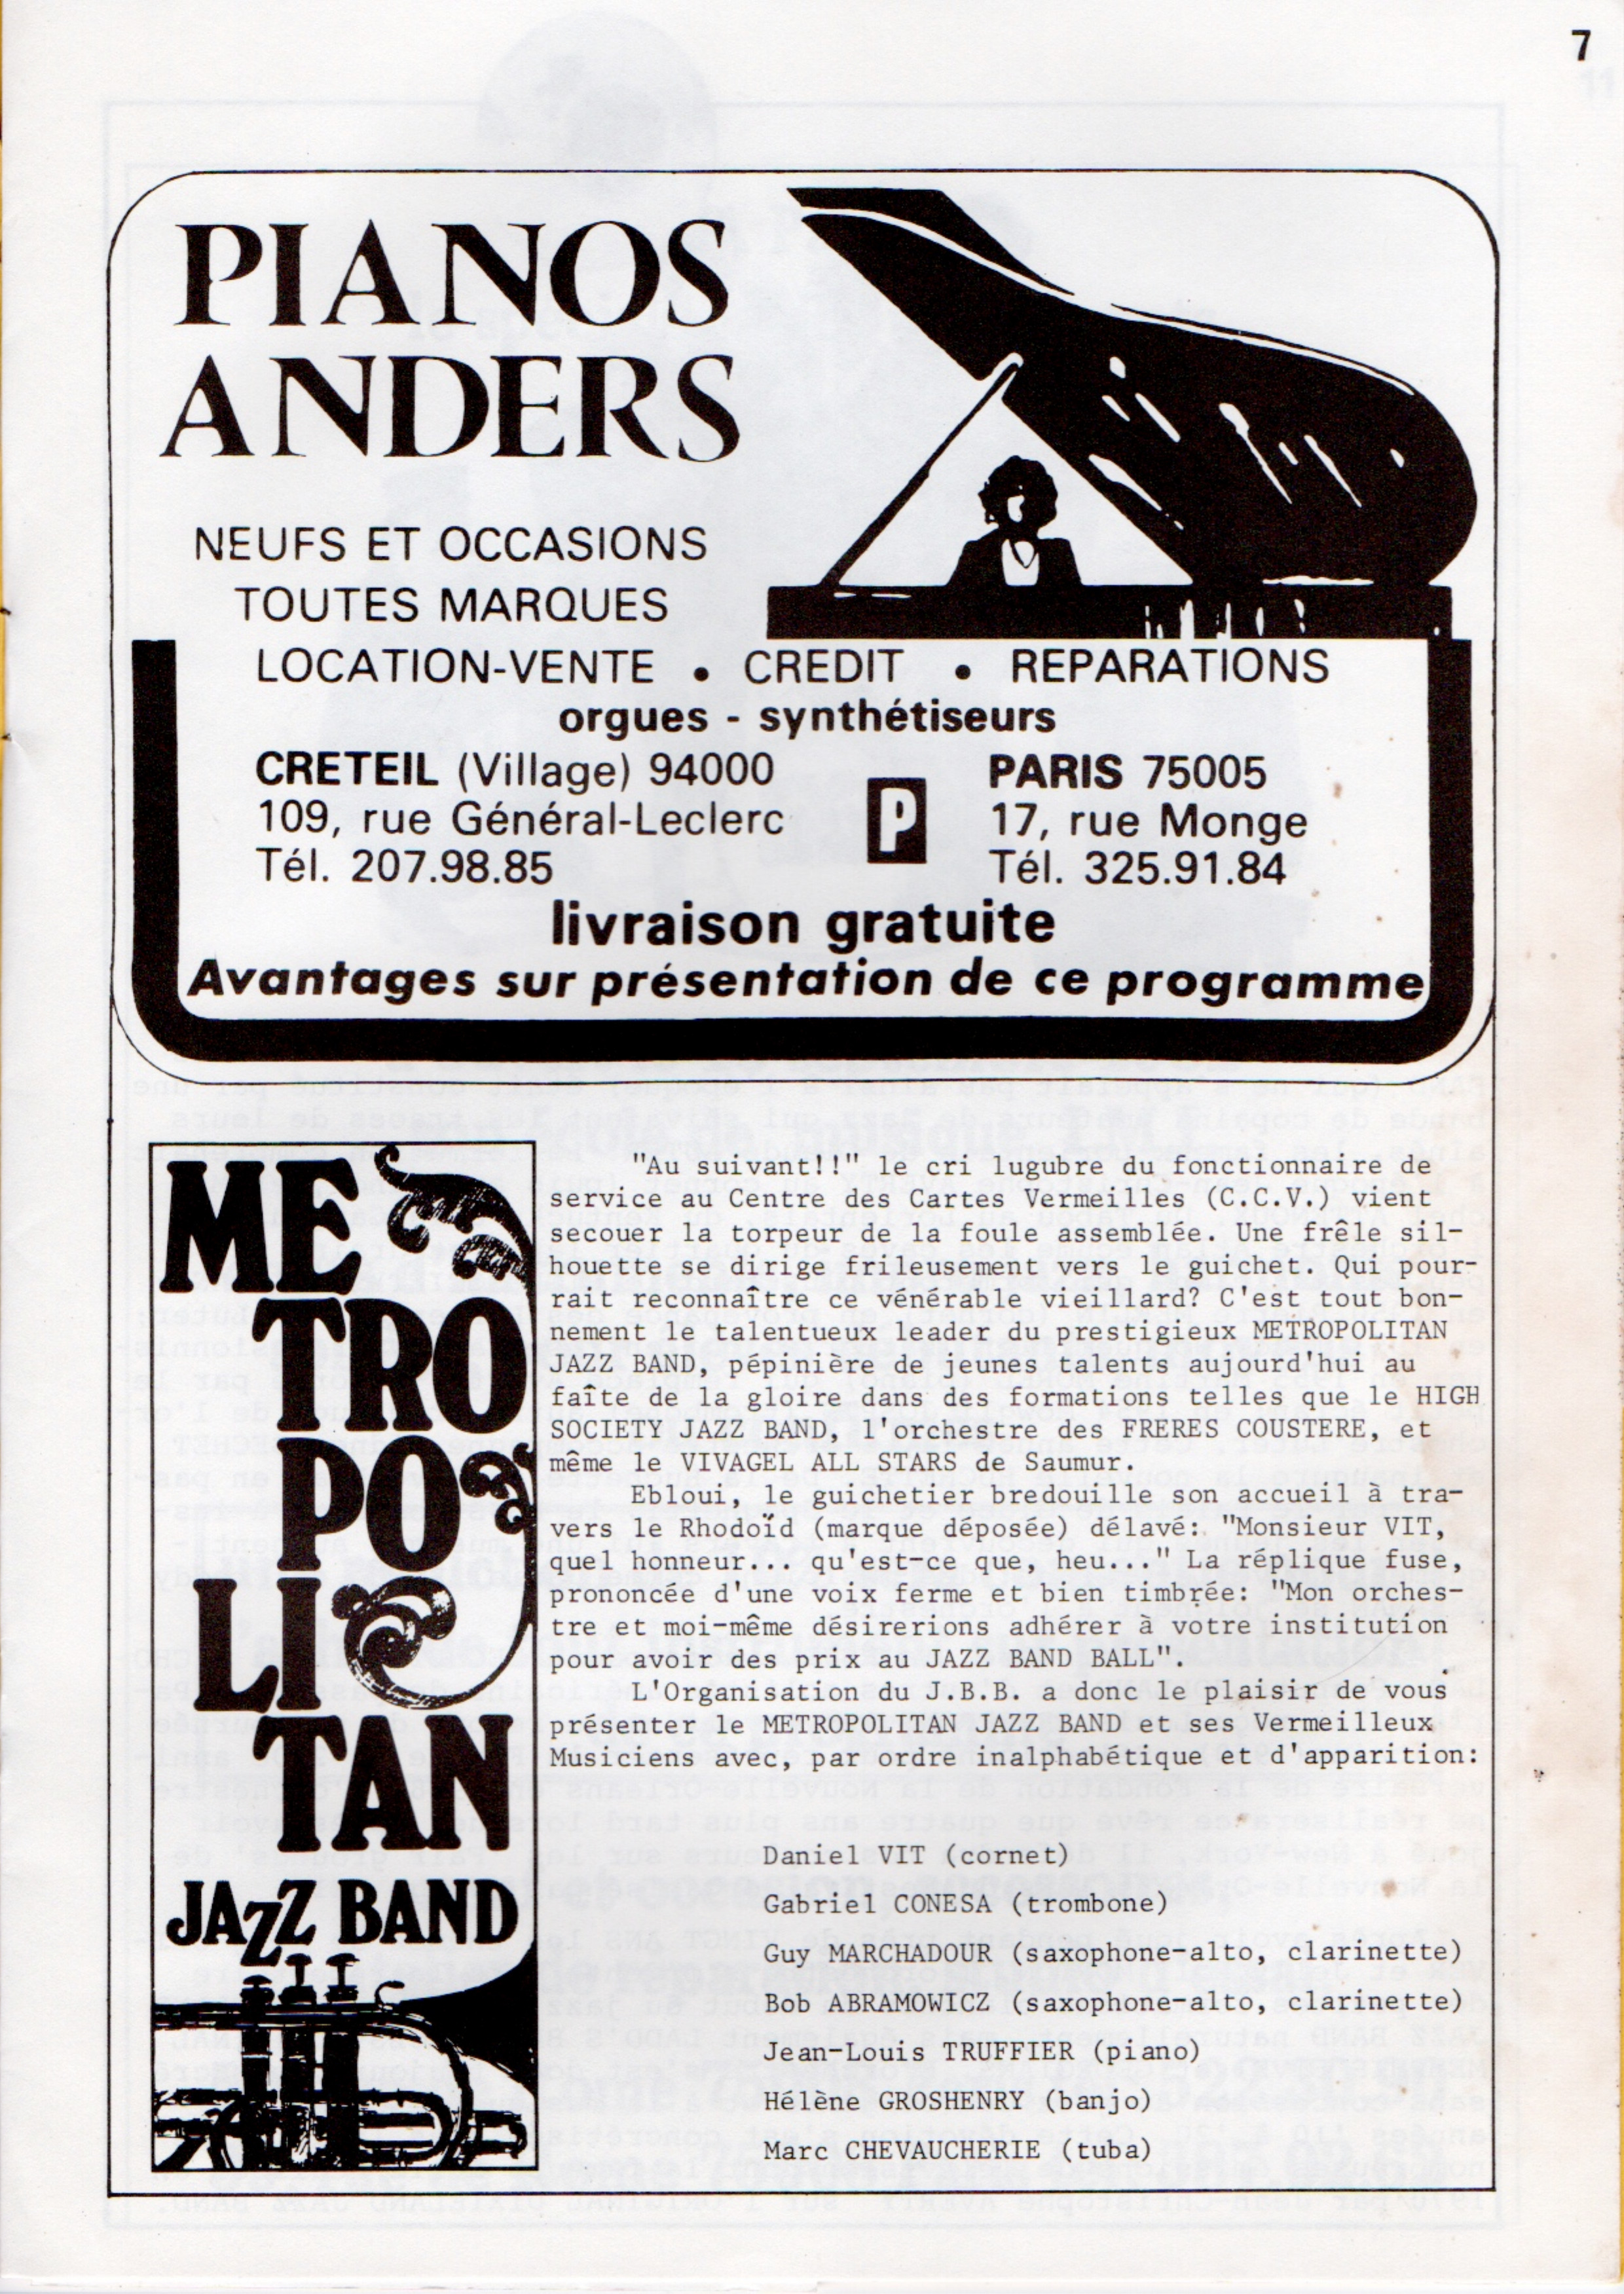 7
PIANOS
ANDERS
NEUFS ET OCCASIONS
TOUTES MARQUES
LOCATION-VENTE • CREDIT • REPARATIONS
orgues - synthétiseurs
CRETEIL (Village) 94000
109, rue Général-Leclerc
Tél. 207.98.85
P
PARIS 75005
17, rue Monge
Tél. 325.91.84
livraison gratuite
Avantages sur présentation de ce programme
METROPOLITAN
JAZZ BAND
"Au suivant!!" le cri lugubre du fonctionnaire de
service au Centre des Cartes Vermeilles (C.C.V.) vient
secouer la torpeur de la foule assemblée. Une frêle sil-
houette se dirige frileusement vers le guichet. Qui pour-
rait reconnaître ce vénérable vieillard? C'est tout bon-
nement le talentueux leader du prestigieux METROPOLITAN
JAZZ BAND, pépinière de jeunes talents aujourd'hui au
faîte de la gloire dans des formations telles que le HIGH
SOCIETY JAZZ BAND, l'orchestre des FRERES COUSTERE, et
même le VIVAGEL ALL STARS de Saumur.
Ebloui, le guichetier bredouille son accueil à tra-
vers le Rhodoïd (marque déposée) délavé: "Monsieur VIT,
quel honneur... qu'est-ce que, heu..." La réplique fuse,
prononcée d'une voix ferme et bien timbrée: "Mon orches-
tre et moi-même désirerions adhérer à votre institution
pour avoir des prix au JAZZ BAND BALL".
L'Organisation du J.B.B. a donc le plaisir de vous
présenter le METROPOLITAN JAZZ BAND et ses Vermeilleux
Musiciens avec, par ordre inalphabétique et d'apparition:
Daniel VIT (cornet)
Gabriel CONESA (trombone)
Guy MARCHADOUR (saxophone-alto, clarinette)
Bob ABRAMOWICZ (saxophone-alto, clarinette)
Jean-Louis TRUFFIER (piano)
Hélène GROSHENRY (banjo)
Marc CHEVAUCHERIE (tuba)